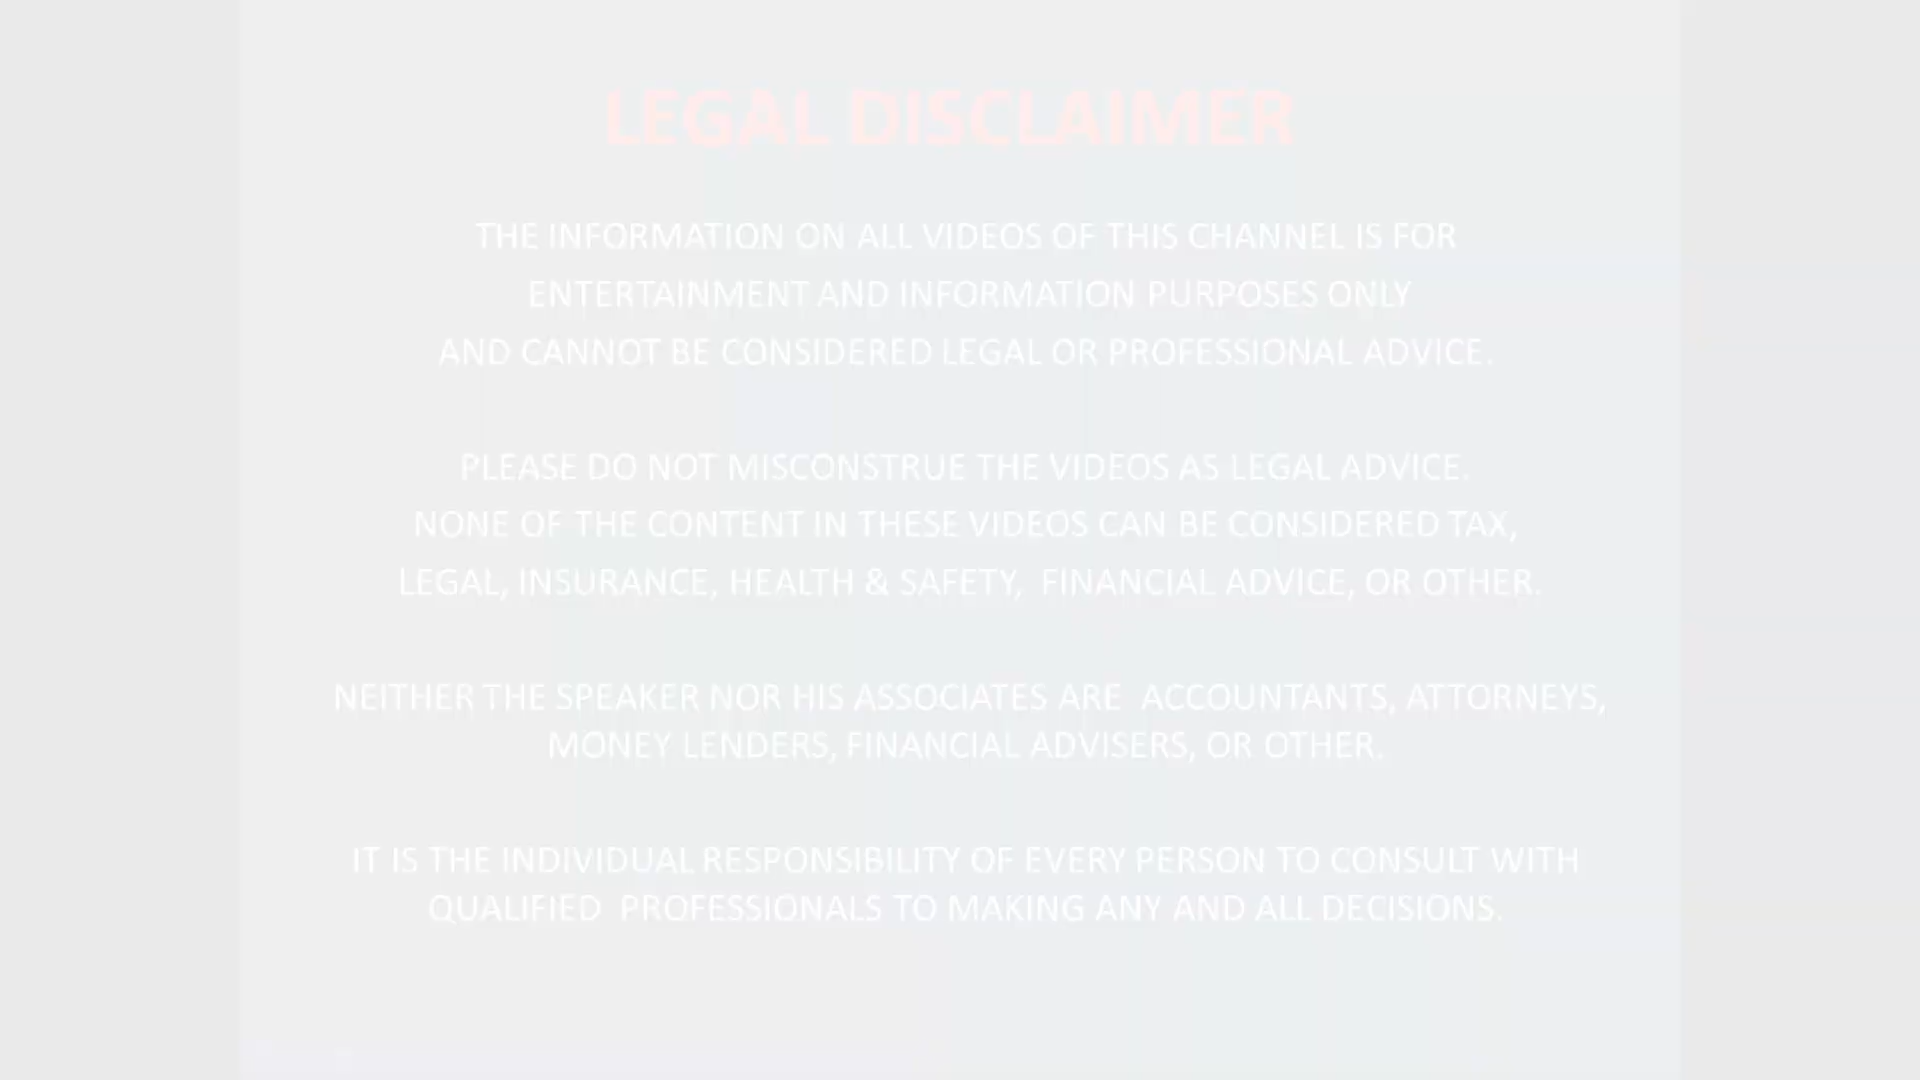 LEGAL DISCLAIMER
THE INFORMATION ON ALL VIDEOS OF THIS CHANNEL IS FOR
ENTERTAINMENT AND INFORMATION PURPOSES ONLY
AND CANNOT BE CONSIDERED LEGAL OR PROFESSIONAL ADVICE.
PLEASE DO NOT MISCONSTRUE THE VIDEOS AS LEGAL ADVICE.
NONE OF THE CONTENT IN THESE VIDEOS CAN BE CONSIDERED TAX,
LEGAL, INSURANCE, HEALTH & SAFETY, FINANCIAL ADVICE, OR OTHER.
NEITHER THE SPEAKER NOR HIS ASSOCIATES ARE ACCOUNTANTS, ATTORNEYS,
MONEY LENDERS, FINANCIAL ADVISERS, OR OTHER.
IT IS THE INDIVIDUAL RESPONSIBILITY OF EVERY PERSON TO CONSULT WITH
QUALIFIED PROFESSIONALS TO MAKING ANY AND ALL DECISIONS.